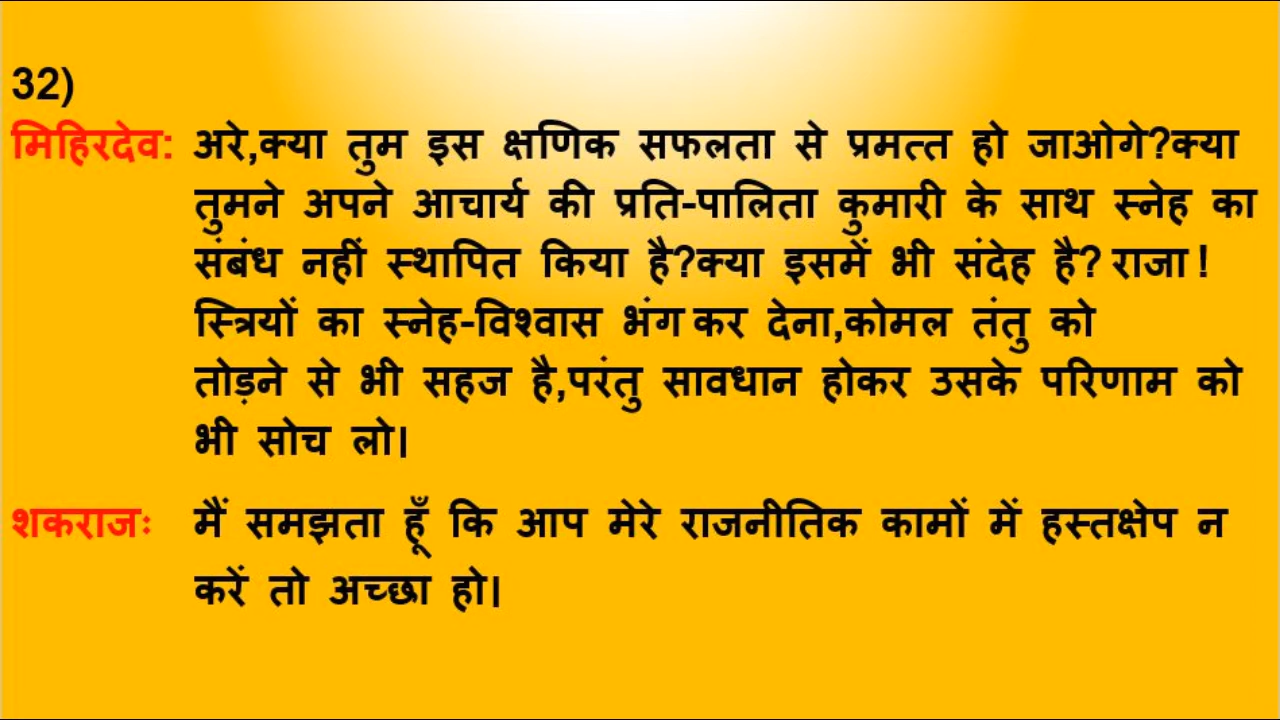 32)
मिहिरदेव: अरे,क्या तुम इस क्षणिक सफलता से प्रमत्त हो जाओगे?क्या
तुमने अपने आचार्य की प्रति-पालिता कुमारी के साथ स्नेह का
संबंध नहीं स्थापित किया है?क्या इसमें भी संदेह है? राजा !
स्त्रियों का स्नेह-विश्वास भंग कर देना,कोमल तंतु को
तोड़ने से भी सहज है,परंतु सावधान होकर उसके परिणाम को
भी सोच लो।
शकराजः मैं समझता हूँ कि आप मेरे राजनीतिक कामों में हस्तक्षेप न
करें तो अच्छा हो।